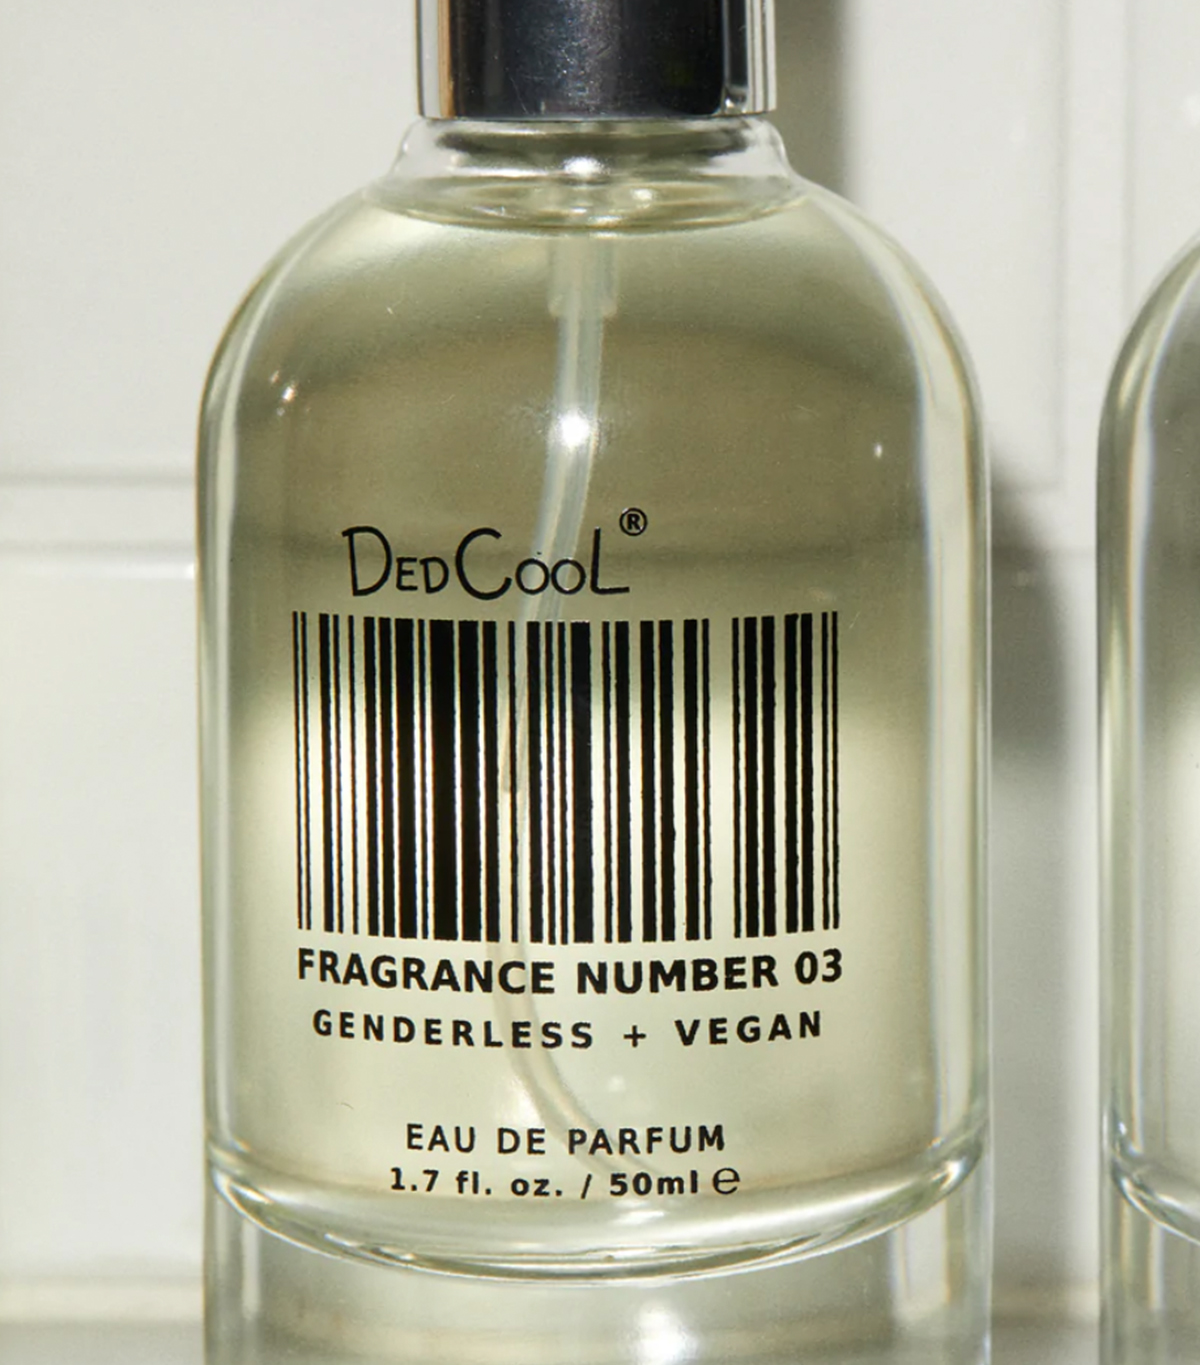 DEDCOOL®
FRAGRANCE NUMBER 03
GENDERLESS + VEGAN
EAU DE PARFUM
1.7 fl. oz. / 50ml ℮